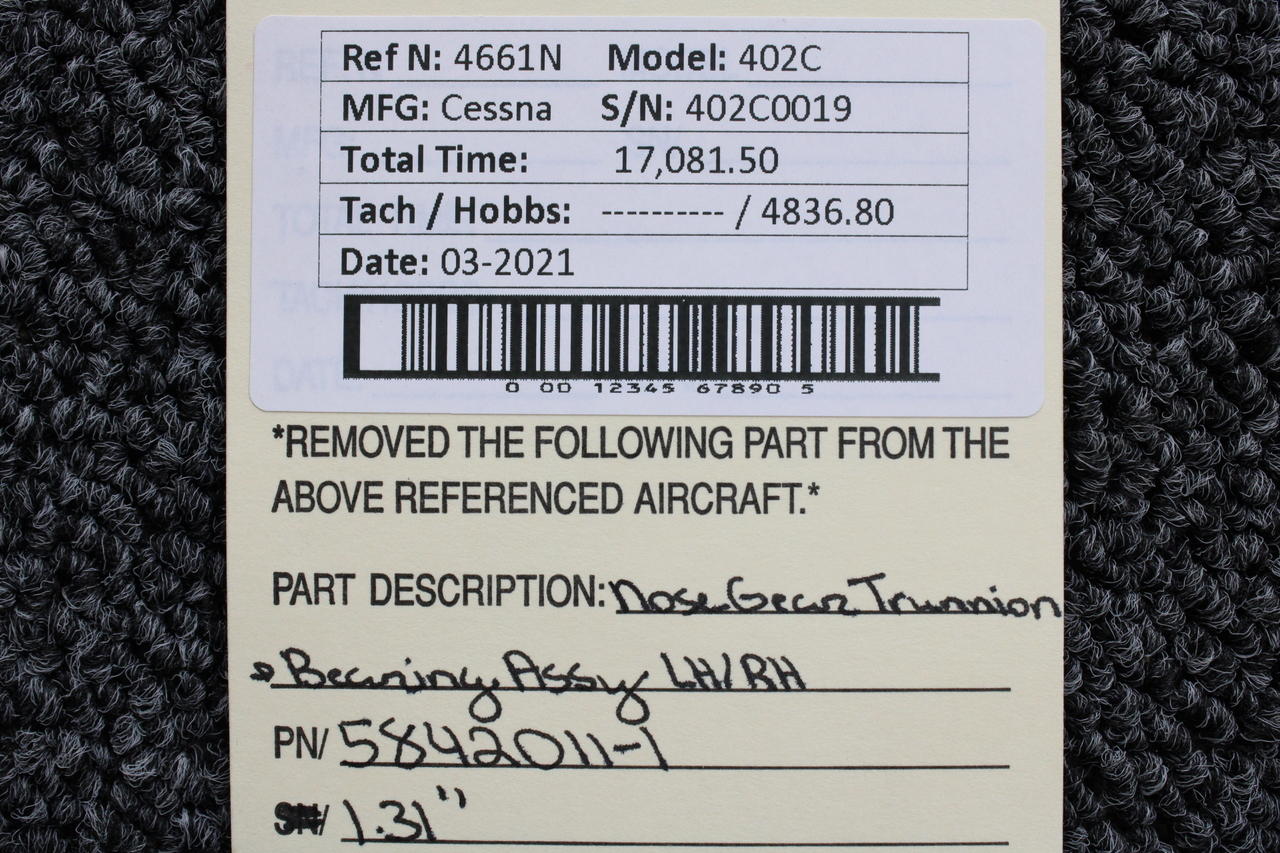 Ref N: 4661N Model: 402C
MFG: Cessna S/N: 402C0019
Total Time: 17,081.50
Tach / Hobbs: ---------- / 4836.80
Date: 03-2021
0 00 12345 67890 5
*REMOVED THE FOLLOWING PART FROM THE
ABOVE REFERENCED AIRCRAFT.*
PART DESCRIPTION: Nose Gear Trunnion
Bearing Assy LH/RH
PN/ 5842011-1
SN/ 1.31"